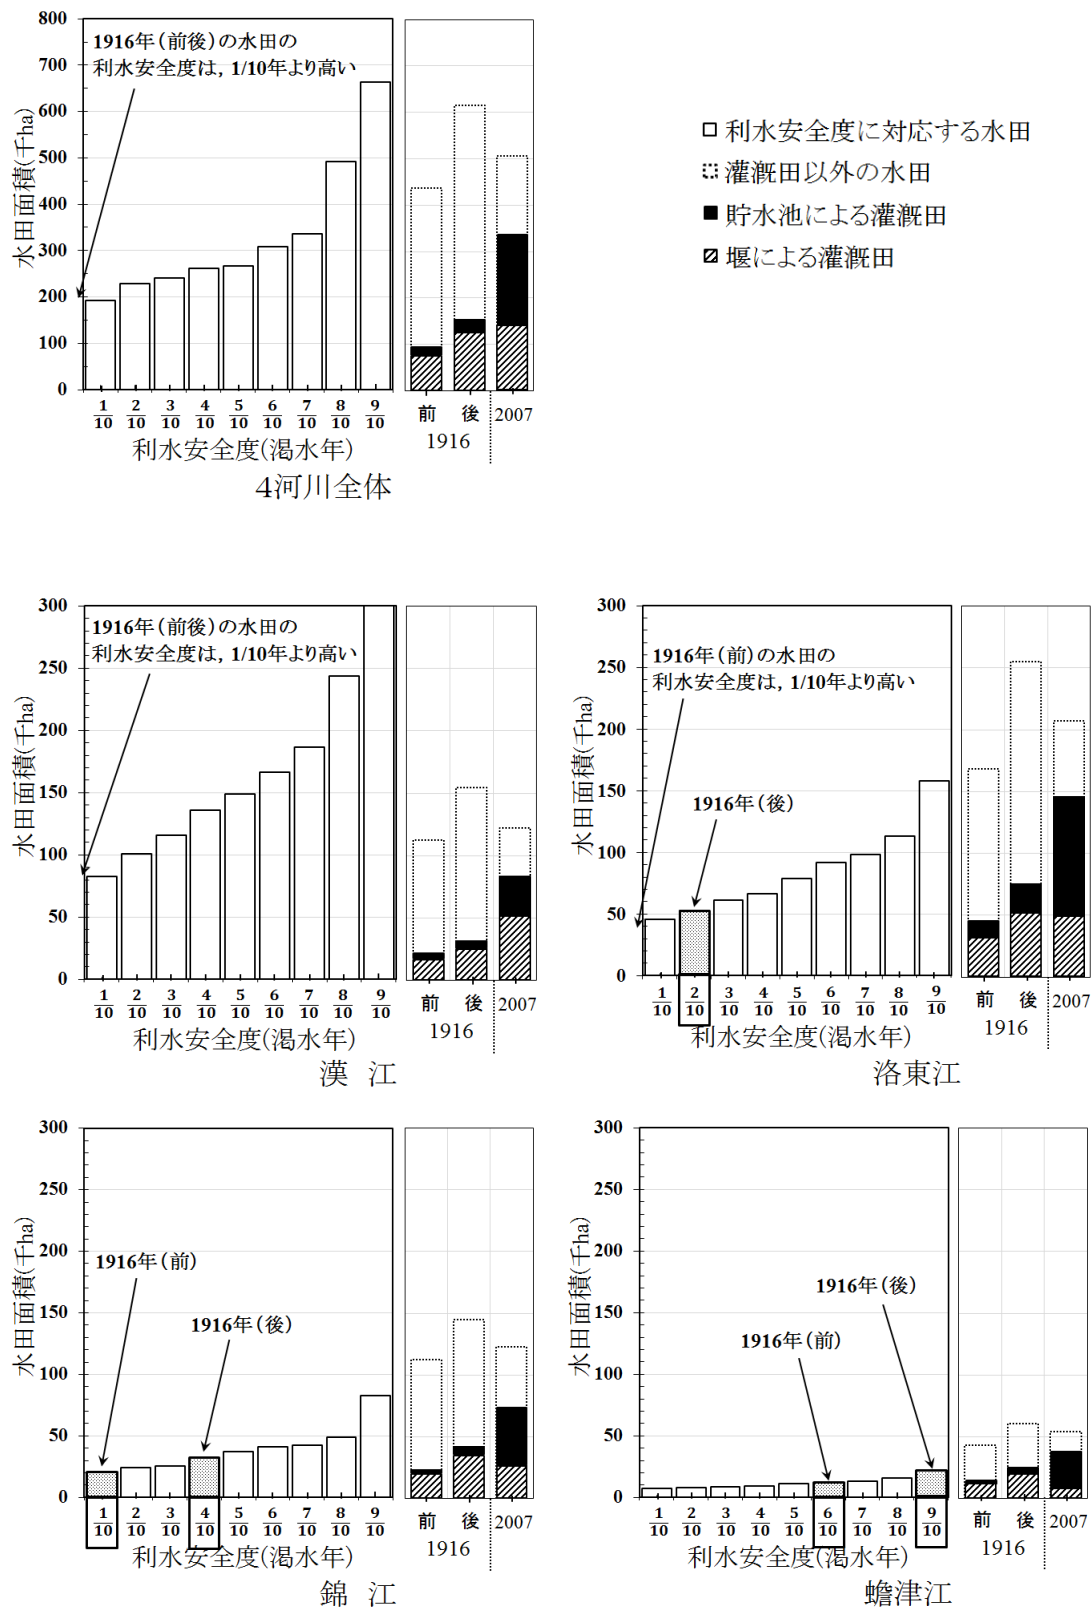 800
700
600
500
400
300
200
100
0
水田面積(千ha)
1916年(前後)の水田の
利水安全度は, 1/10年より高い
1/10 2/10 3/10 4/10 5/10 6/10 7/10 8/10 9/10
利水安全度(渇水年)
前 後 2007
1916
4河川全体
利水安全度に対応する水田
灌漑田以外の水田
貯水池による灌漑田
堰による灌漑田
300
250
200
150
100
50
0
水田面積(千ha)
1916年(前後)の水田の
利水安全度は, 1/10年より高い
1/10 2/10 3/10 4/10 5/10 6/10 7/10 8/10 9/10
利水安全度(渇水年)
前 後 2007
1916
漢 江
300
250
200
150
100
50
0
水田面積(千ha)
1916年(前)の水田の
利水安全度は, 1/10年より高い
1916年(後)
1/10 2/10 3/10 4/10 5/10 6/10 7/10 8/10 9/10
利水安全度(渇水年)
前 後 2007
1916
洛東江
300
250
200
150
100
50
0
水田面積(千ha)
1916年(前)
1916年(後)
1/10 2/10 3/10 4/10 5/10 6/10 7/10 8/10 9/10
利水安全度(渇水年)
前 後 2007
1916
錦 江
300
250
200
150
100
50
0
水田面積(千ha)
1916年(後)
1916年(前)
1/10 2/10 3/10 4/10 5/10 6/10 7/10 8/10 9/10
利水安全度(渇水年)
前 後 2007
1916
蟾津江